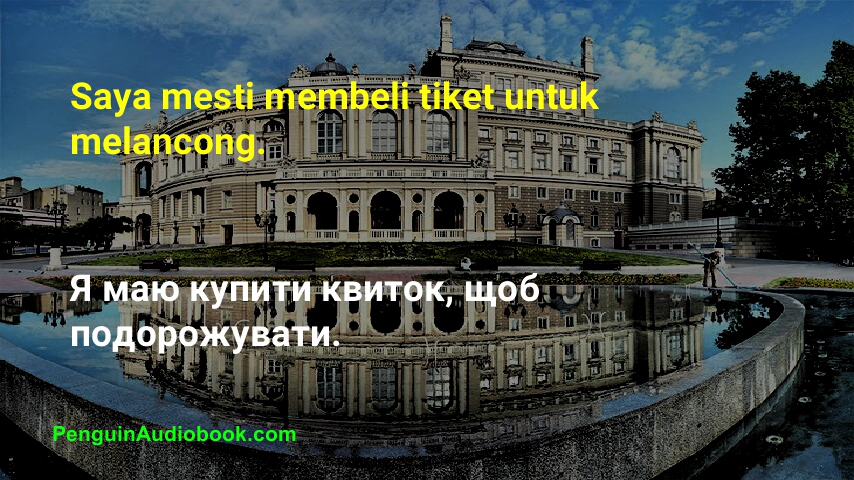 Saya mesti membeli tiket untuk
melancong.
Я маю купити квиток, щоб
подорожувати.
PenguinAudiobook.com